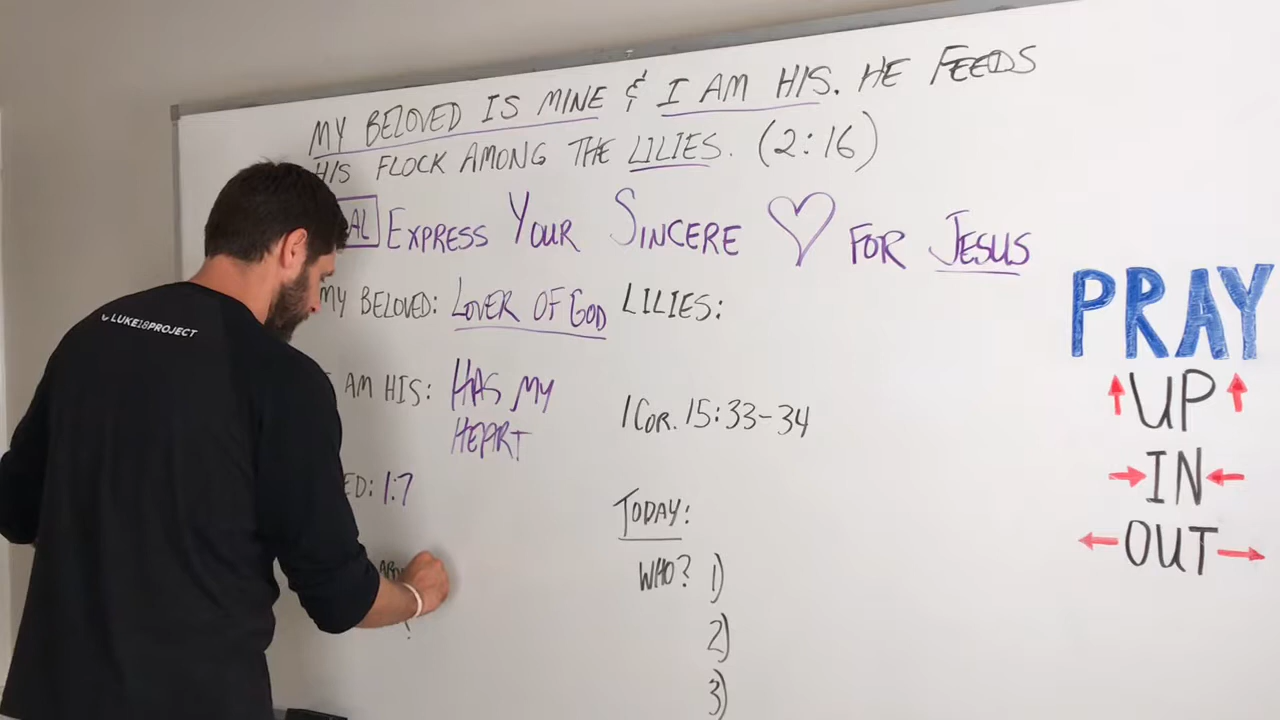 MY BELOVED IS MINE & I AM HIS. HE FEEDS
HIS FLOCK AMONG THE LILIES. (2:16)
AL EXPRESS YOUR SINCERE ♡ FOR JESUS
MY BELOVED: LOVER OF GOD
LILIES:
AM HIS: HAS MY
HEART
1 COR. 15:33-34
ED: 1:7
TODAY:
WHO? 1)
2)
3)
PRAY
↑ UP ↑
→ IN ←
← OUT →
LUKE18PROJECT